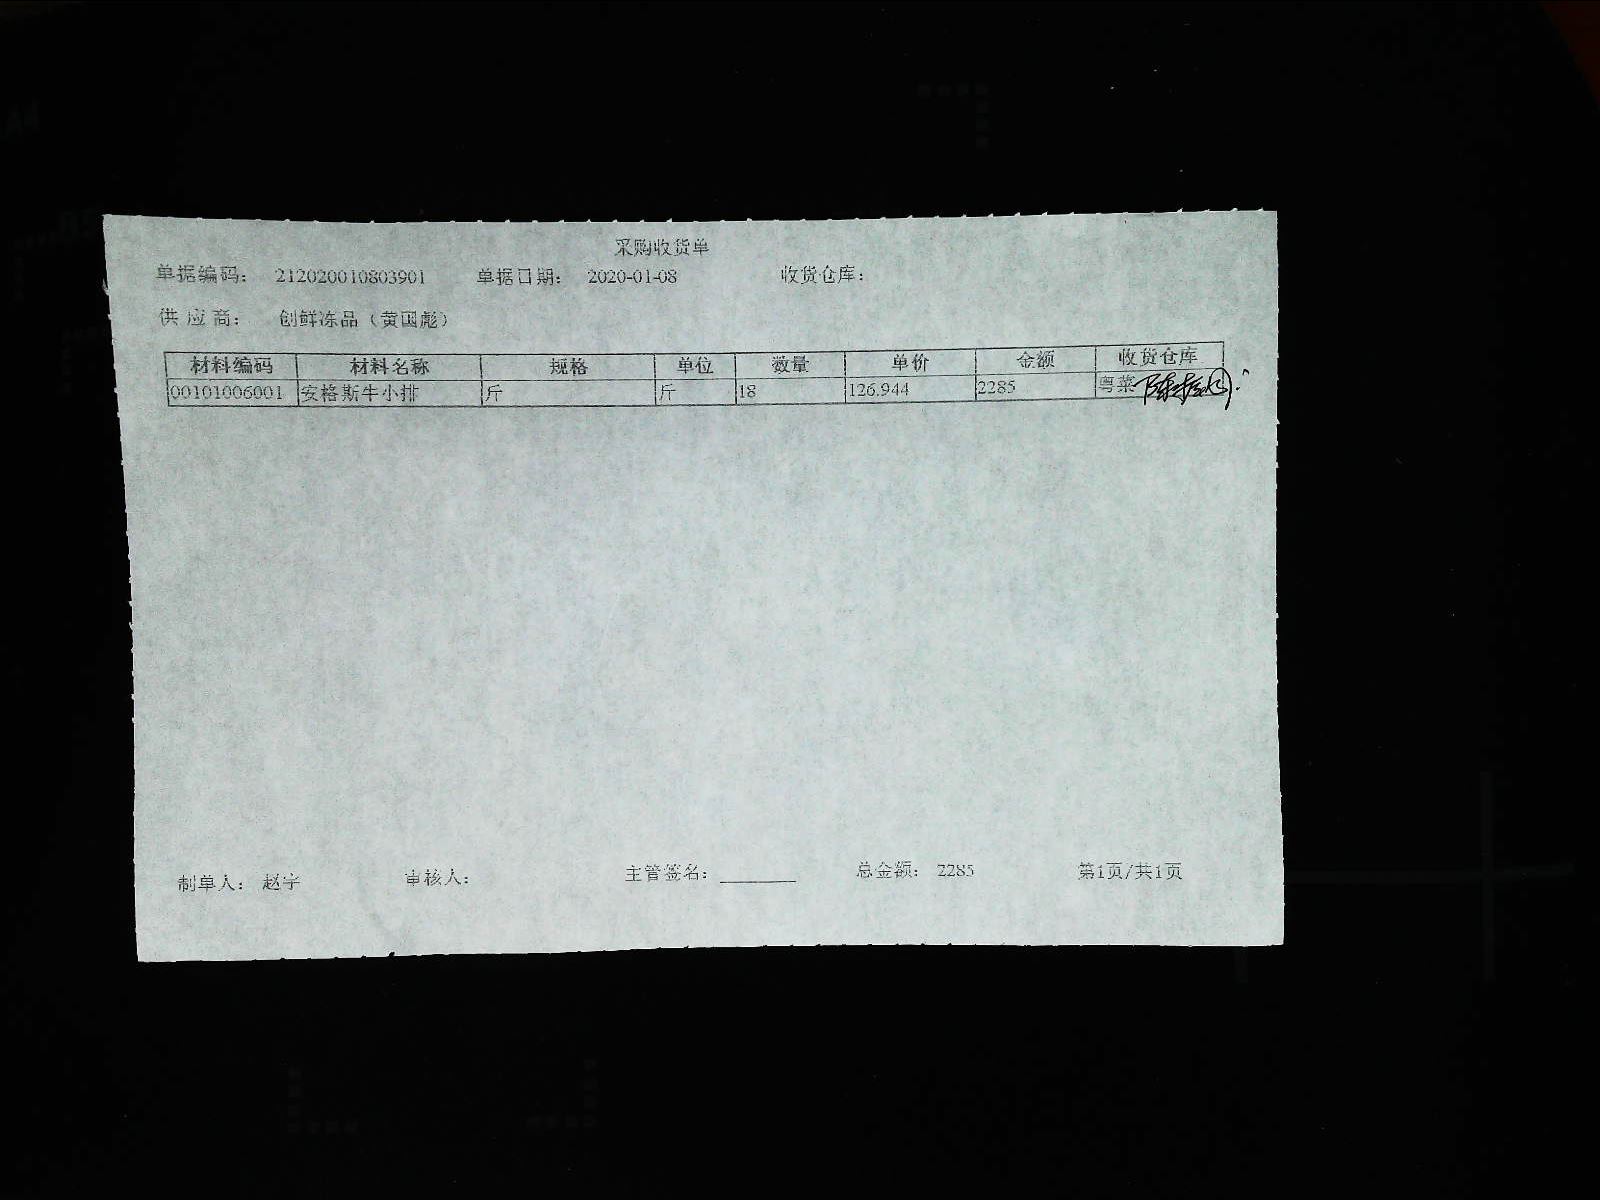 采购收货单
单据编码： 212020010803901 单据日期： 2020-01-08 收货仓库：
供应商： 创鲜冻品（黄国彪）
材料编码 材料名称 规格 单位 数量 单价 金额 收货仓库
00101006001 安格斯牛小排 斤 斤 18 126.944 2285 粤菜
制单人： 赵宇 审核人： 主管签名： ________ 总金额： 2285 第1页/共1页